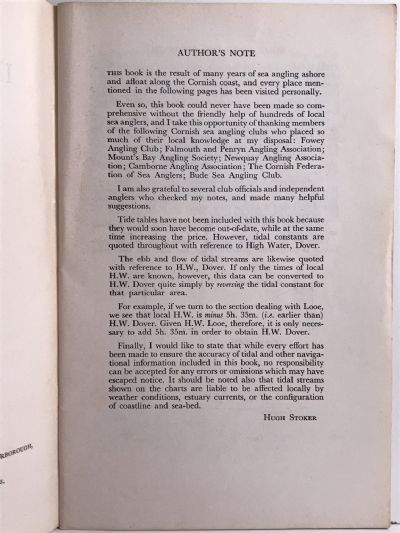 AUTHOR'S NOTE
THIS book is the result of many years of sea angling ashore
and afloat along the Cornish coast, and every place men-
tioned in the following pages has been visited personally.
Even so, this book could never have been made so com-
prehensive without the friendly help of hundreds of local
sea anglers, and I take this opportunity of thanking members
of the following Cornish sea angling clubs who placed so
much of their local knowledge at my disposal: Fowey
Angling Club; Falmouth and Penryn Angling Association;
Mount's Bay Angling Society; Newquay Angling Associa-
tion; Camborne Angling Association; The Cornish Federa-
tion of Sea Anglers; Bude Sea Angling Club.
I am also grateful to several club officials and independent
anglers who checked my notes, and made many helpful
suggestions.
Tide tables have not been included with this book because
they would soon have become out-of-date, while at the same
time increasing the price. However, tidal constants are
quoted throughout with reference to High Water, Dover.
The ebb and flow of tidal streams are likewise quoted
with reference to H.W., Dover. If only the times of local
H.W. are known, however, this data can be converted to
H.W. Dover quite simply by reversing the tidal constant for
that particular area.
For example, if we turn to the section dealing with Looe,
we see that local H.W. is minus 5h. 35m. (i.e. earlier than)
H.W. Dover. Given H.W. Looe, therefore, it is only neces-
sary to add 5h. 35m. in order to obtain H.W. Dover.
Finally, I would like to state that while every effort has
been made to ensure the accuracy of tidal and other naviga-
tional information included in this book, no responsibility
can be accepted for any errors or omissions which may have
escaped notice. It should be noted also that tidal streams
shown on the charts are liable to be affected locally by
weather conditions, estuary currents, or the configuration
of coastline and sea-bed.
HUGH STOKER
RBOROUGH,